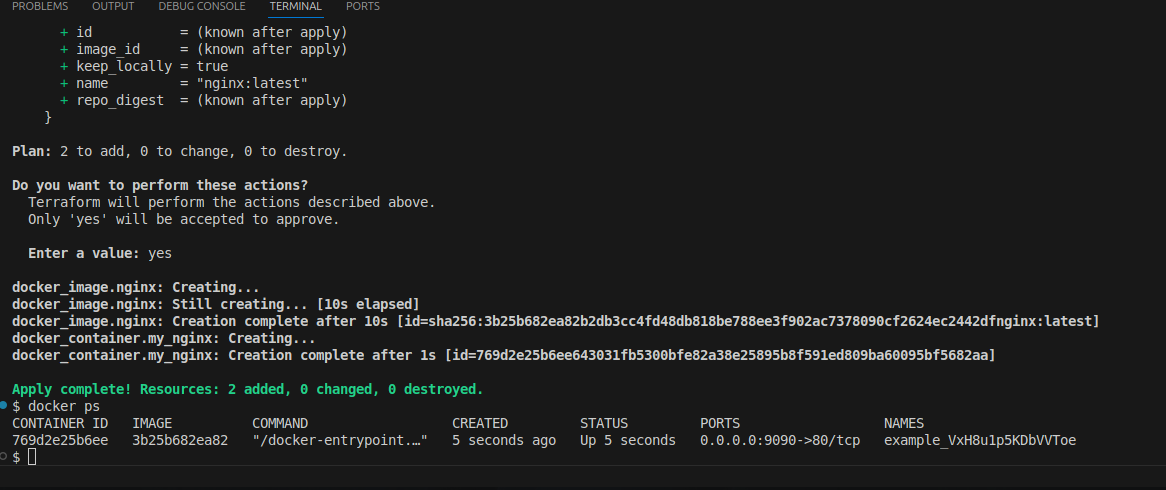 PROBLEMS OUTPUT DEBUG CONSOLE TERMINAL PORTS
+ id = (known after apply)
+ image_id = (known after apply)
+ keep_locally = true
+ name = "nginx:latest"
+ repo_digest = (known after apply)
}
Plan: 2 to add, 0 to change, 0 to destroy.
Do you want to perform these actions?
Terraform will perform the actions described above.
Only 'yes' will be accepted to approve.
Enter a value: yes
docker_image.nginx: Creating...
docker_image.nginx: Still creating... [10s elapsed]
docker_image.nginx: Creation complete after 10s [id=sha256:3b25b682ea82b2db3cc4fd48db818be788ee3f902ac7378090cf2624ec2442dfnginx:latest]
docker_container.my_nginx: Creating...
docker_container.my_nginx: Creation complete after 1s [id=769d2e25b6ee643031fb5300bfe82a38e25895b8f591ed809ba60095bf5682aa]
Apply complete! Resources: 2 added, 0 changed, 0 destroyed.
$ docker ps
CONTAINER ID IMAGE COMMAND CREATED STATUS PORTS NAMES
769d2e25b6ee 3b25b682ea82 "/docker-entrypoint.…" 5 seconds ago Up 5 seconds 0.0.0.0:9090->80/tcp example_VxH8u1p5KDbVVToe
$